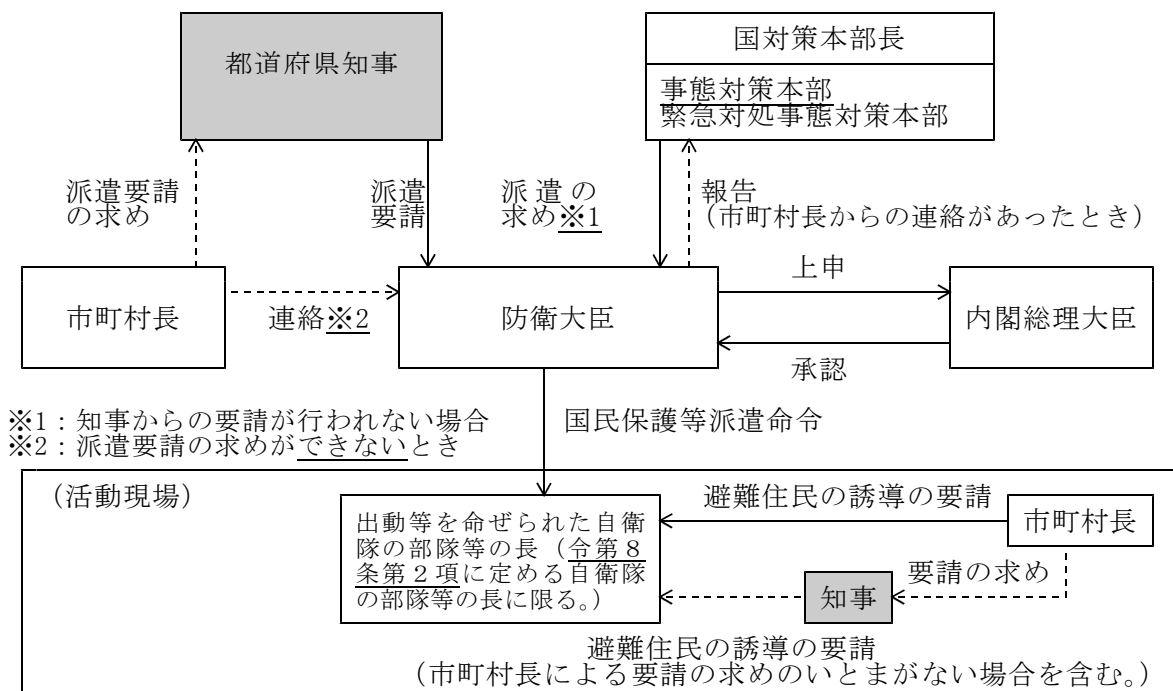 都道府県知事
国対策本部長
事態対策本部
緊急対処事態対策本部
派遣要請
の求め
派遣
要請
派遣の
求め※1
報告
(市町村長からの連絡があったとき)
市町村長
連絡※2
防衛大臣
上申
承認
内閣総理大臣
※1：知事からの要請が行われない場合
※2：派遣要請の求めができないとき
国民保護等派遣命令
(活動現場)
出動等を命ぜられた自衛
隊の部隊等の長（令第８
条第２項に定める自衛隊
の部隊等の長に限る。）
避難住民の誘導の要請
市町村長
要請の求め
知事
避難住民の誘導の要請
(市町村長による要請の求めのいとまがない場合を含む。)